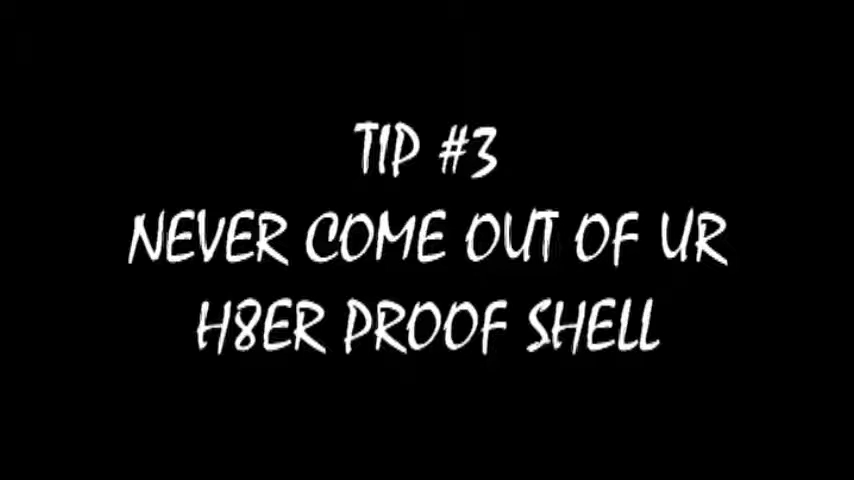 TIP #3
NEVER COME OUT OF UR
H8ER PROOF SHELL